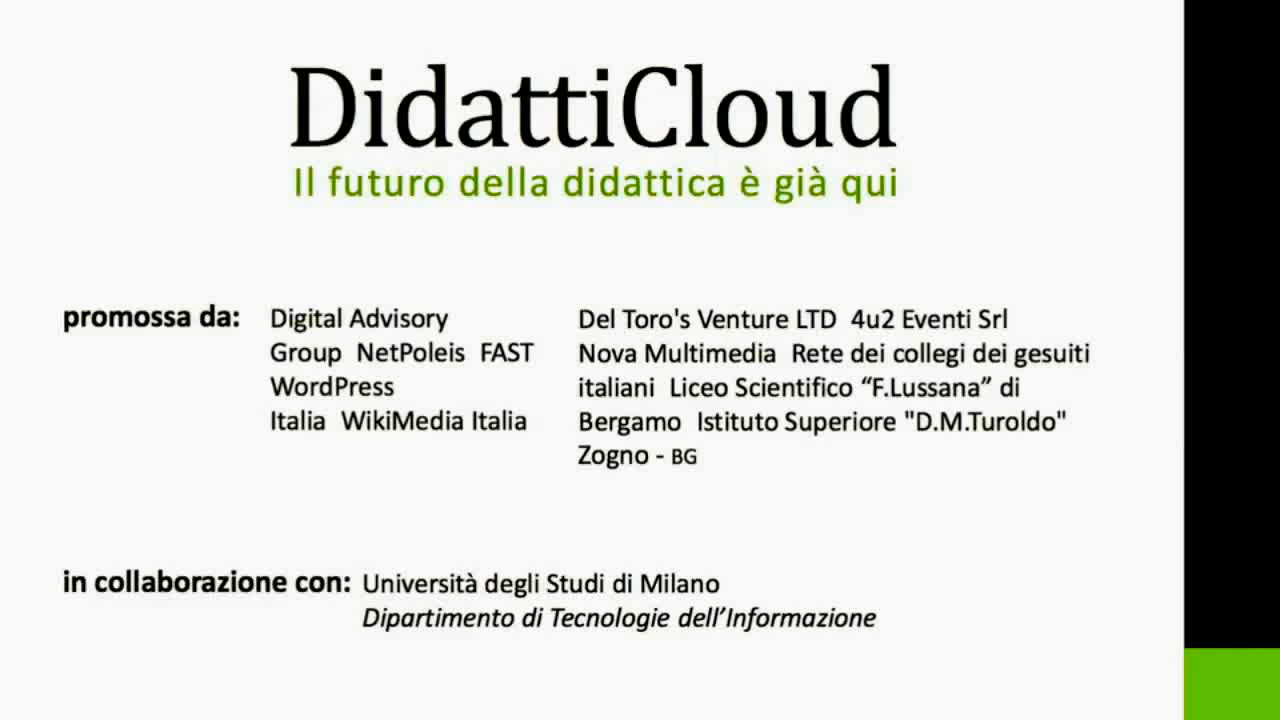 DidattiCloud
Il futuro della didattica è già qui
promossa da:
Digital Advisory
Group NetPoleis FAST
WordPress
Italia WikiMedia Italia
Del Toro's Venture LTD 4u2 Eventi Srl
Nova Multimedia Rete dei collegi dei gesuiti
italiani Liceo Scientifico “F.Lussana” di
Bergamo Istituto Superiore "D.M.Turoldo"
Zogno - BG
in collaborazione con: Università degli Studi di Milano
Dipartimento di Tecnologie dell’Informazione